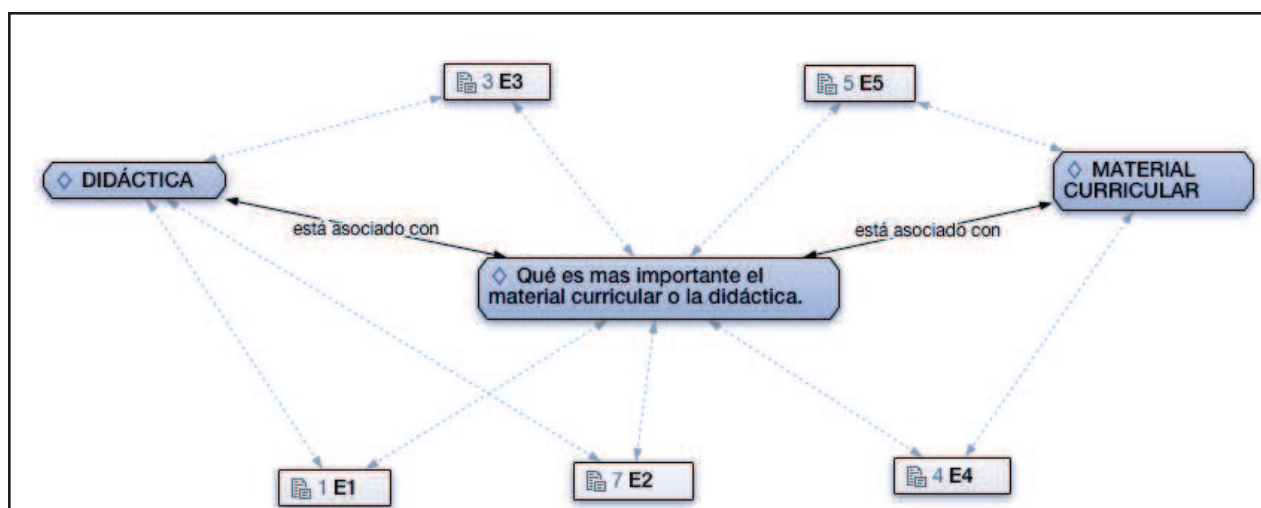 3 E3
5 E5
DIDÁCTICA
MATERIAL
CURRICULAR
está asociado con
está asociado con
Qué es mas importante el
material curricular o la didáctica.
1 E1
7 E2
4 E4